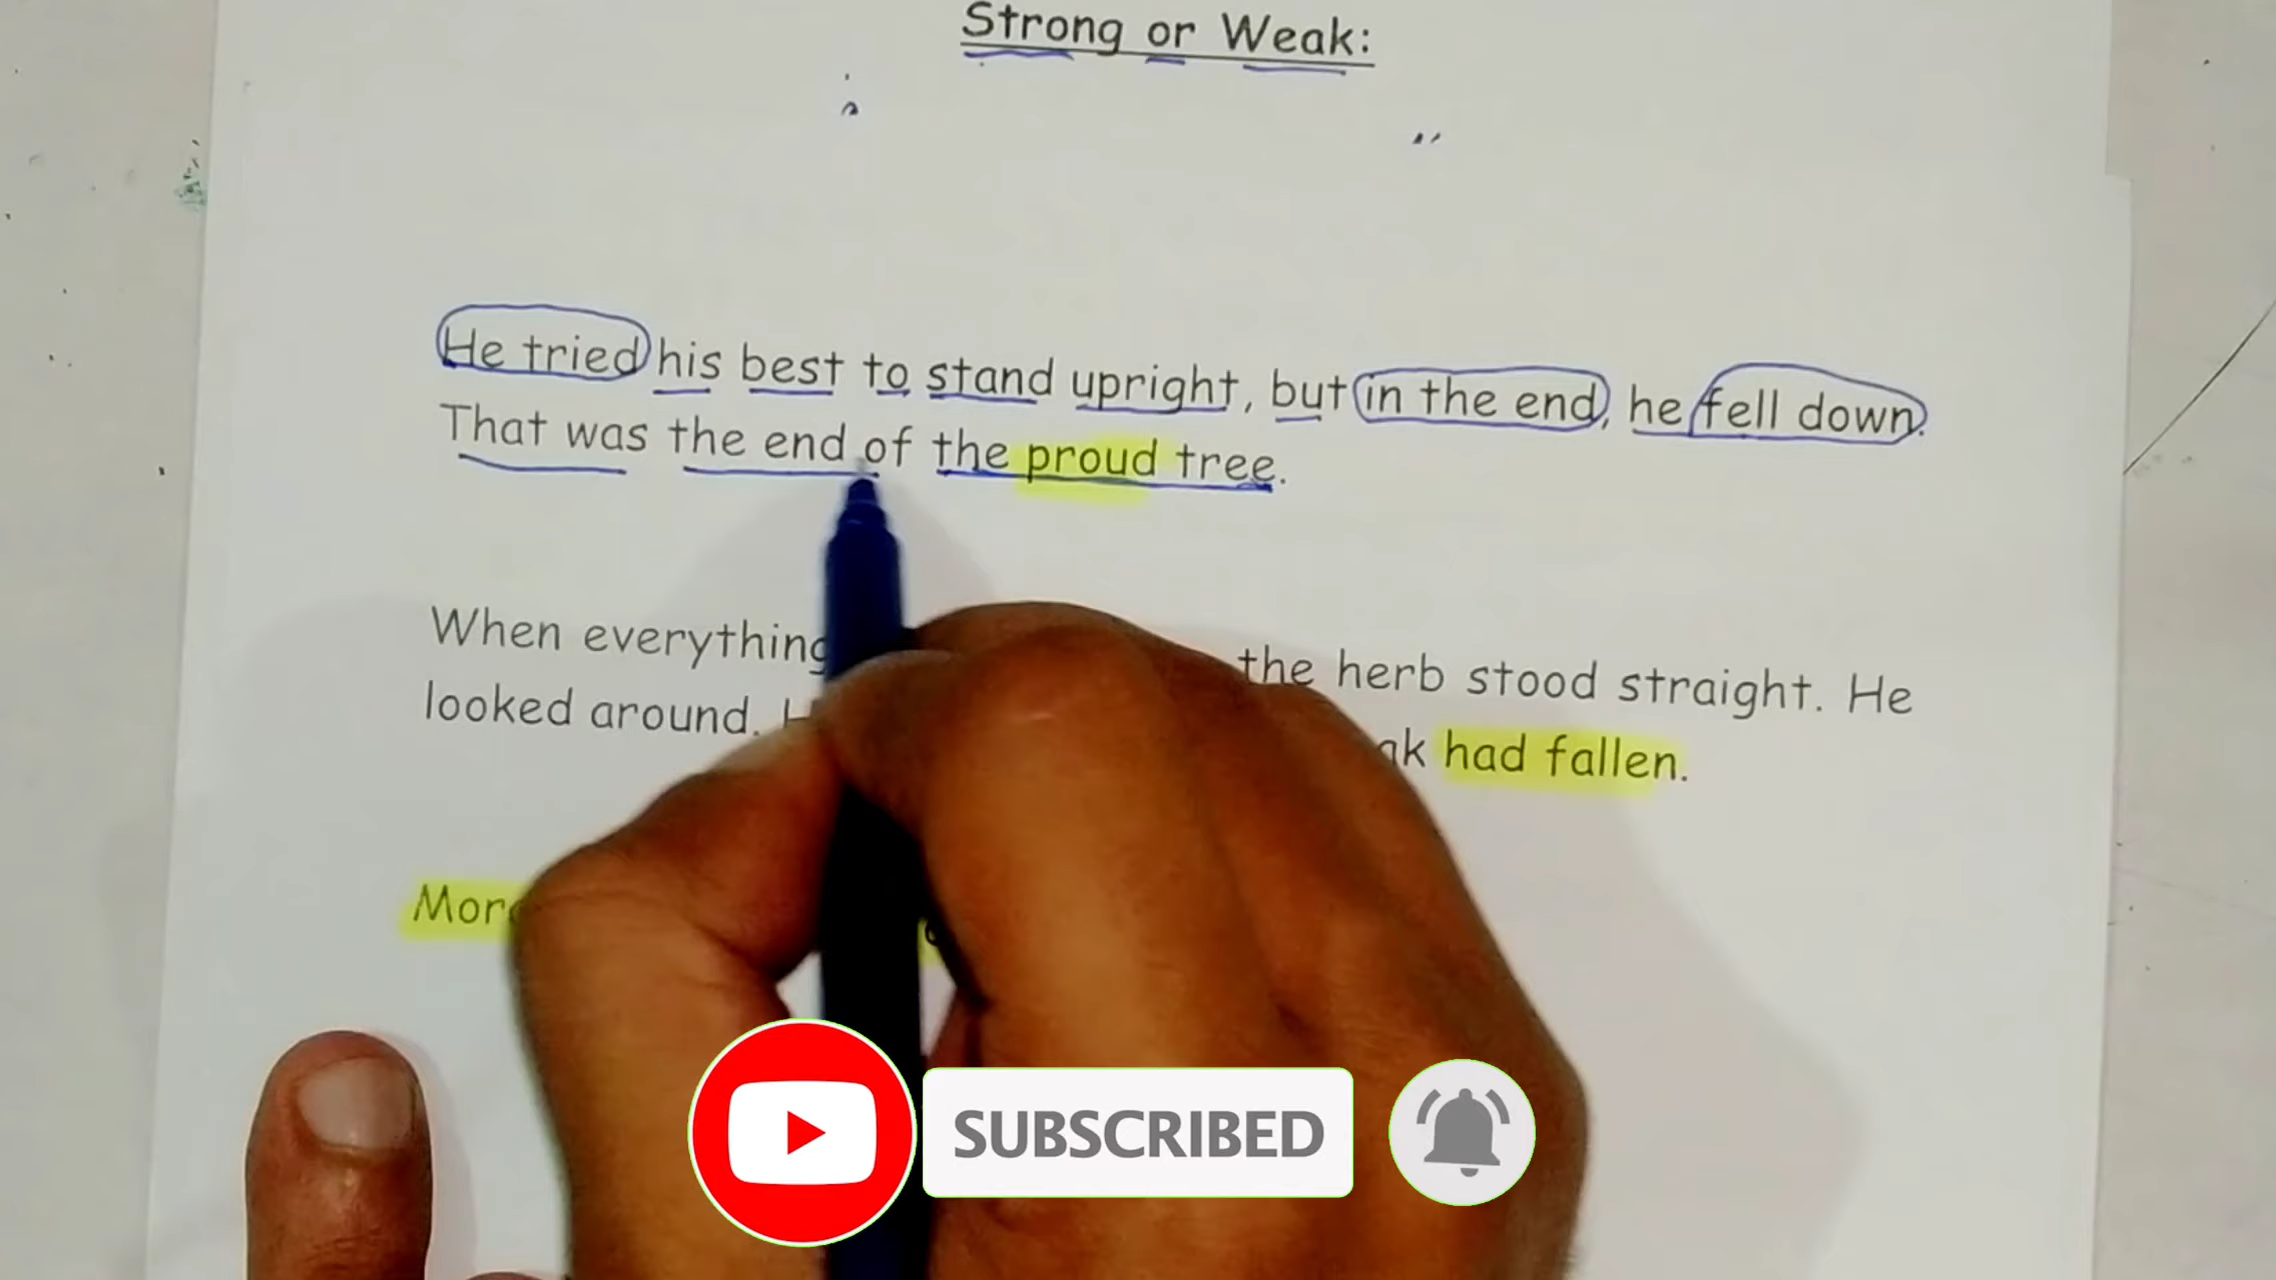 Strong or Weak:
He tried his best to stand upright, but in the end, he fell down.
That was the end of the proud tree.
When everything the herb stood straight. He
looked around. had fallen.
SUBSCRIBED